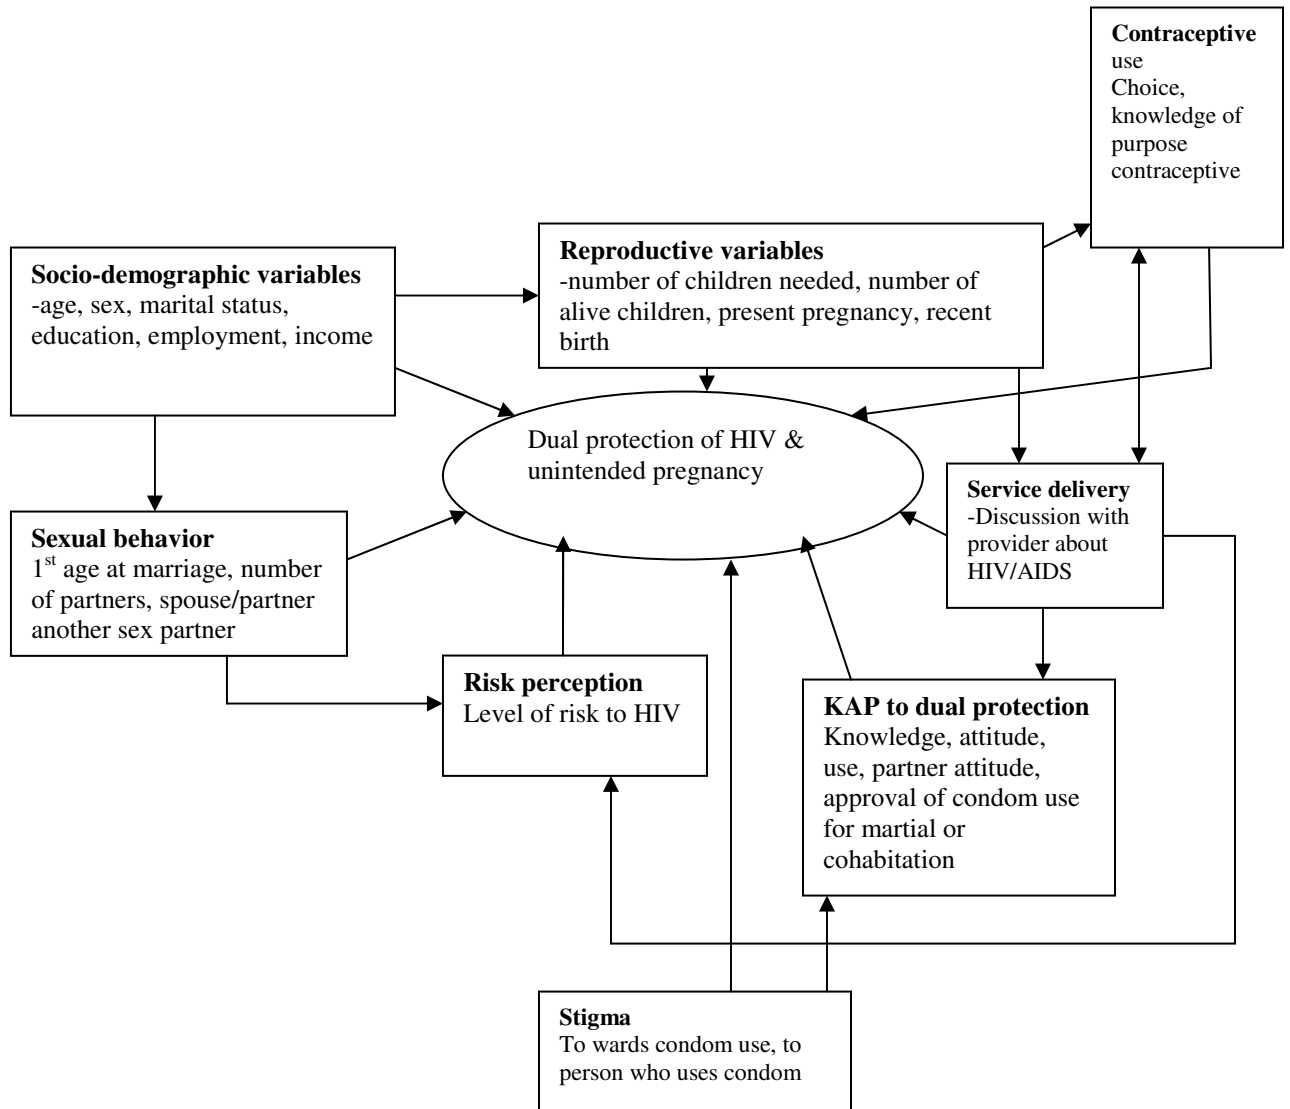 Contraceptive
use
Choice,
knowledge of
purpose
contraceptive
Reproductive variables
-number of children needed, number of
alive children, present pregnancy, recent
birth
Socio-demographic variables
-age, sex, marital status,
education, employment, income
Dual protection of HIV &
unintended pregnancy
Service delivery
-Discussion with
provider about
HIV/AIDS
Sexual behavior
1st age at marriage, number
of partners, spouse/partner
another sex partner
Risk perception
Level of risk to HIV
KAP to dual protection
Knowledge, attitude,
use, partner attitude,
approval of condom use
for martial or
cohabitation
Stigma
To wards condom use, to
person who uses condom